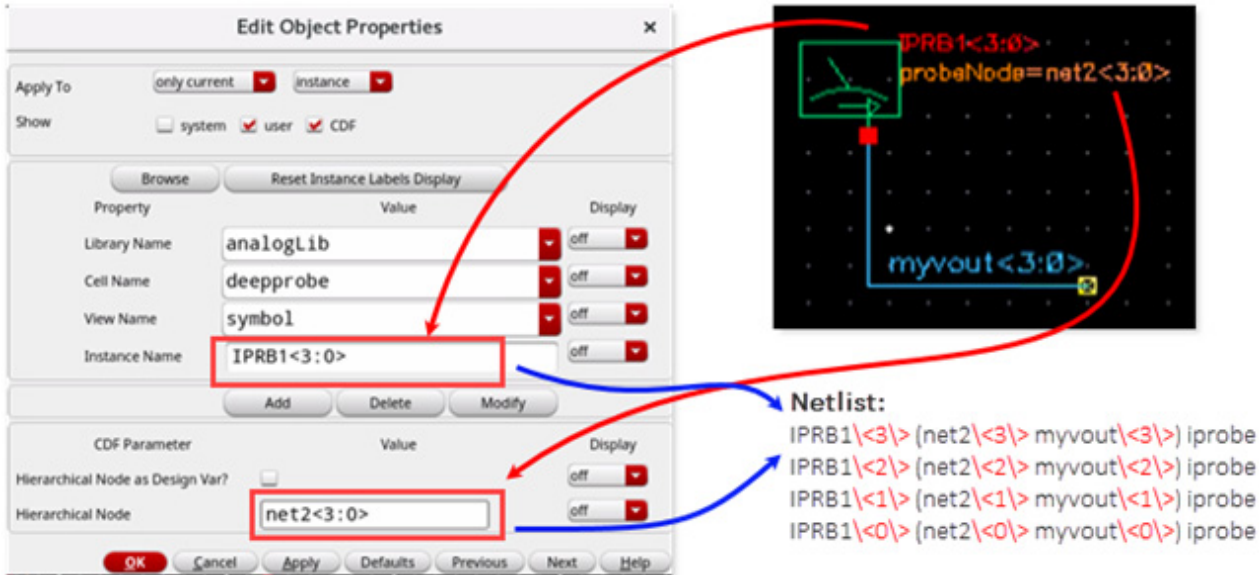 Edit Object Properties ×
Apply To only current instance
Show system user CDF
Browse Reset Instance Labels Display
Property Value Display
Library Name analogLib off
Cell Name deepprobe off
View Name symbol off
Instance Name IPRB1<3:0> off
Add Delete Modify
CDF Parameter Value Display
Hierarchical Node as Design Var? off
Hierarchical Node net2<3:0> off
OK Cancel Apply Defaults Previous Next Help
IPRB1<3:0>
probeNode=net2<3:0>
myvout<3:0>
Netlist:
IPRB1\<3\> (net2\<3\> myvout\<3\>) iprobe
IPRB1\<2\> (net2\<2\> myvout\<2\>) iprobe
IPRB1\<1\> (net2\<1\> myvout\<1\>) iprobe
IPRB1\<0\> (net2\<0\> myvout\<0\>) iprobe